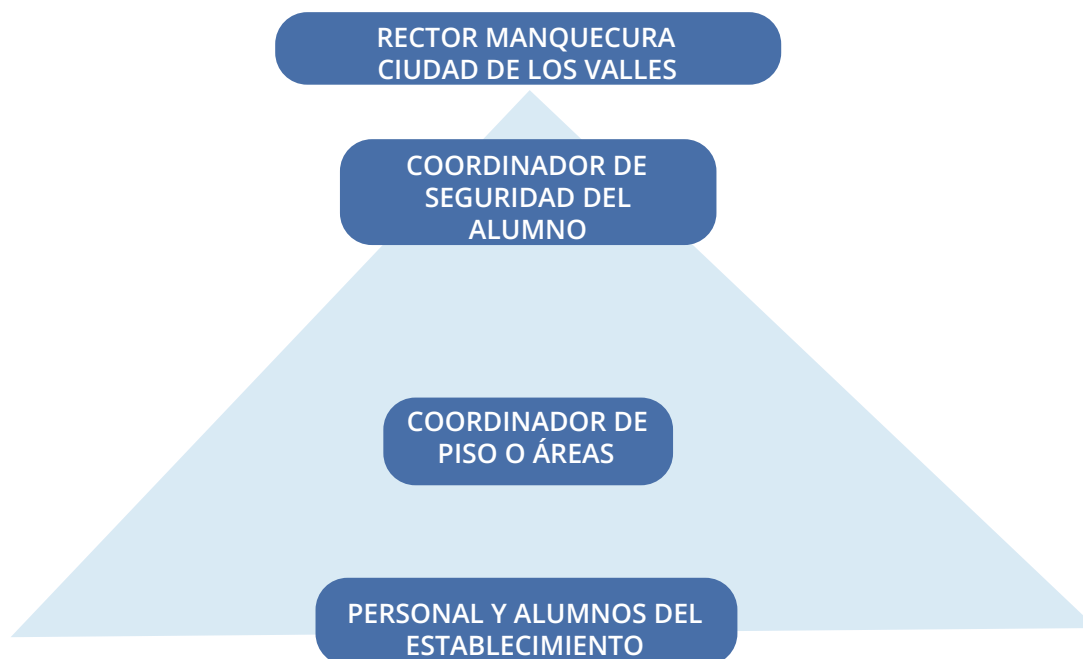 RECTOR MANQUECURA
CIUDAD DE LOS VALLES
COORDINADOR DE
SEGURIDAD DEL
ALUMNO
COORDINADOR DE
PISO O ÁREAS
PERSONAL Y ALUMNOS DEL
ESTABLECIMIENTO